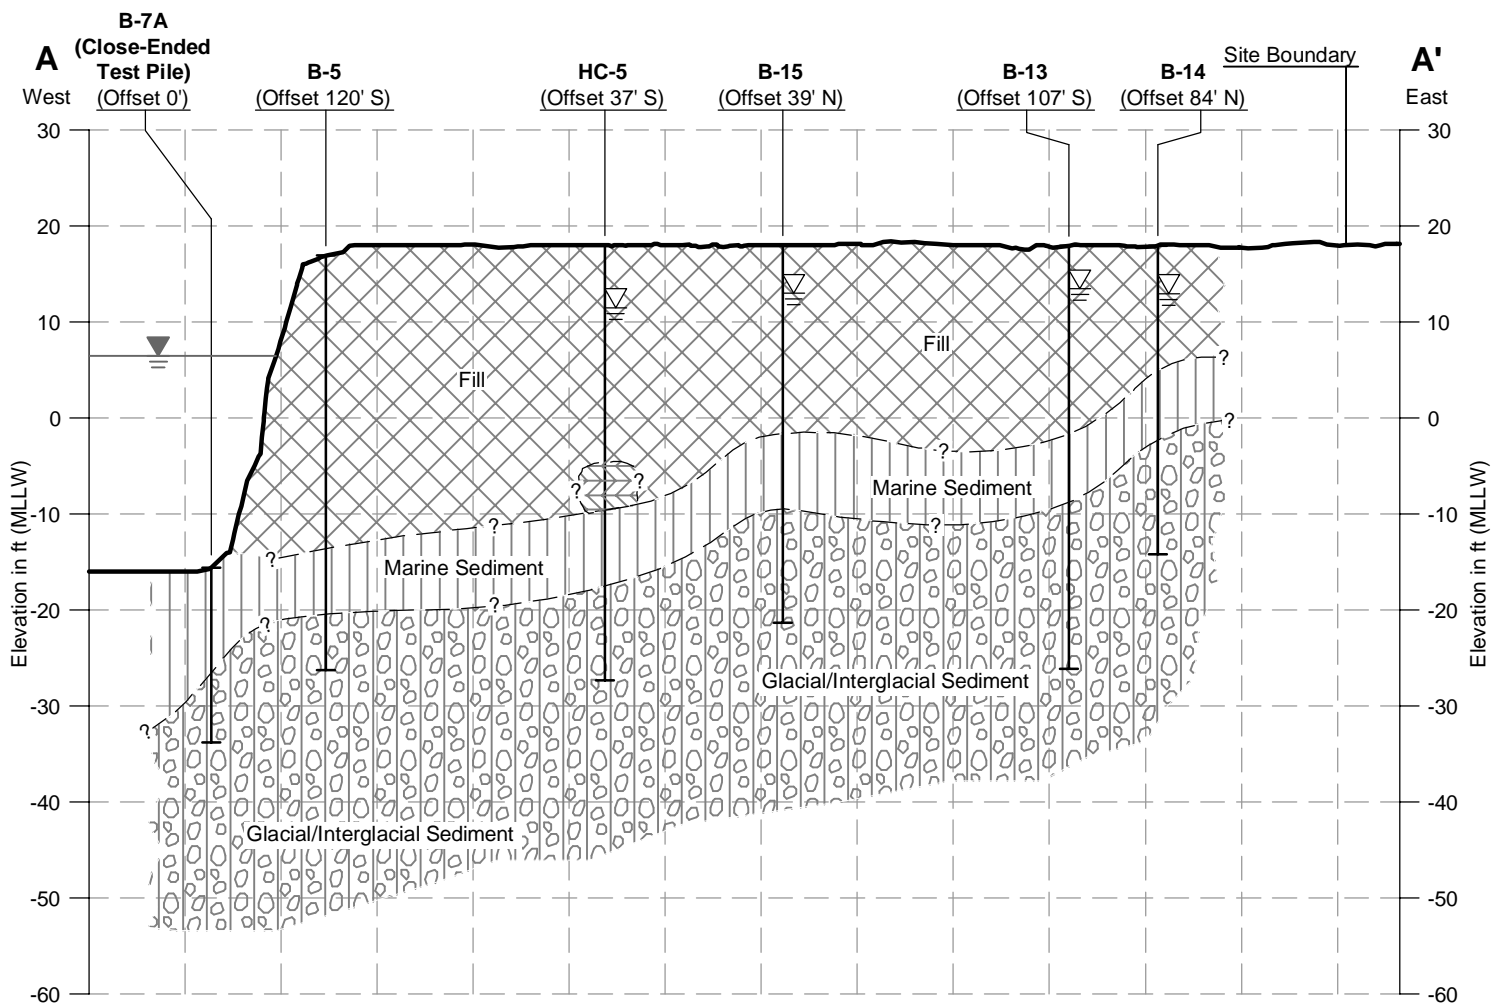 B-7A
(Close-Ended
Test Pile)
(Offset 0')
A
West
B-5
(Offset 120' S)
HC-5
(Offset 37' S)
B-15
(Offset 39' N)
B-13
(Offset 107' S)
B-14
(Offset 84' N)
Site Boundary
A'
East
30
20
10
0
-10
-20
-30
-40
-50
-60
Elevation in ft (MLLW)
Fill
Fill
?
?
?
?
?
?
?
?
?
?
?
?
Marine Sediment
Marine Sediment
Glacial/Interglacial Sediment
Glacial/Interglacial Sediment
30
20
10
0
-10
-20
-30
-40
-50
-60
Elevation in ft (MLLW)